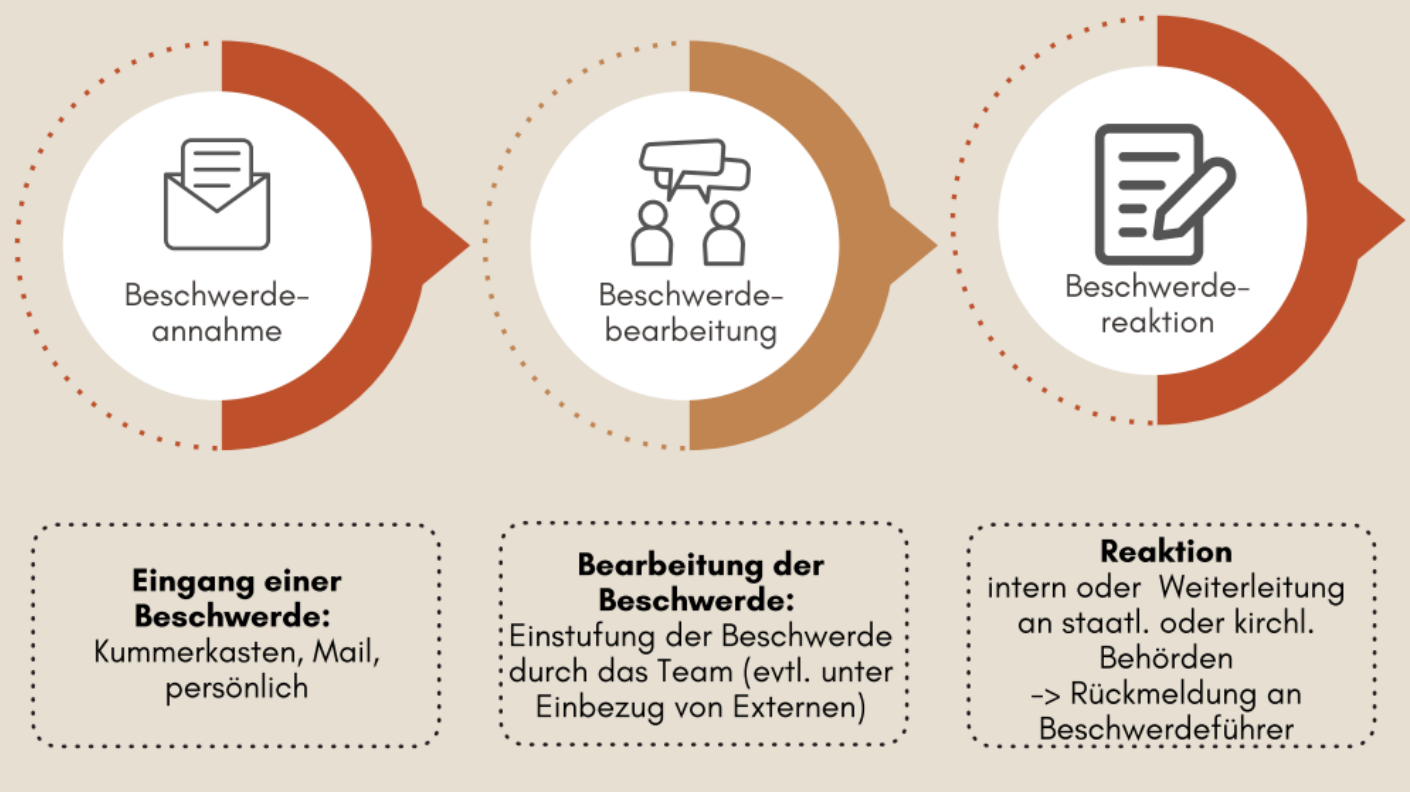 Beschwerde-
annahme
Beschwerde-
bearbeitung
Beschwerde-
reaktion
Eingang einer
Beschwerde:
Kummerkasten, Mail,
persönlich
Bearbeitung der
Beschwerde:
Einstufung der Beschwerde
durch das Team (evtl. unter
Einbezug von Externen)
Reaktion
intern oder  Weiterleitung
an staatl. oder kirchl.
Behörden
-> Rückmeldung an
Beschwerdeführer